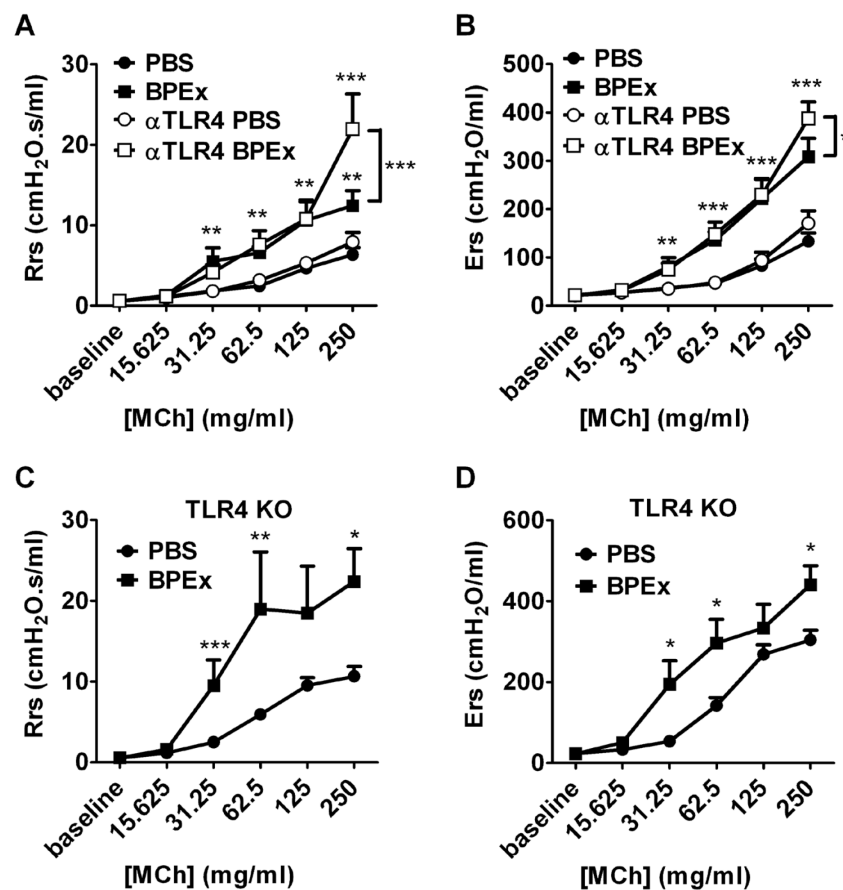 A
PBS
BPEx
αTLR4 PBS
αTLR4 BPEx
Rrs (cmH₂O.s/ml)
30
20
10
0
**
**
**
***
**
***
baseline
15.625
31.25
62.5
125
250
[MCh] (mg/ml)
B
PBS
BPEx
αTLR4 PBS
αTLR4 BPEx
Ers (cmH₂O/ml)
500
400
300
200
100
0
**
***
***
***
*
baseline
15.625
31.25
62.5
125
250
[MCh] (mg/ml)
C
TLR4 KO
PBS
BPEx
Rrs (cmH₂O.s/ml)
30
20
10
0
***
**
*
baseline
15.625
31.25
62.5
125
250
[MCh] (mg/ml)
D
TLR4 KO
PBS
BPEx
Ers (cmH₂O/ml)
600
400
200
0
*
*
*
baseline
15.625
31.25
62.5
125
250
[MCh] (mg/ml)